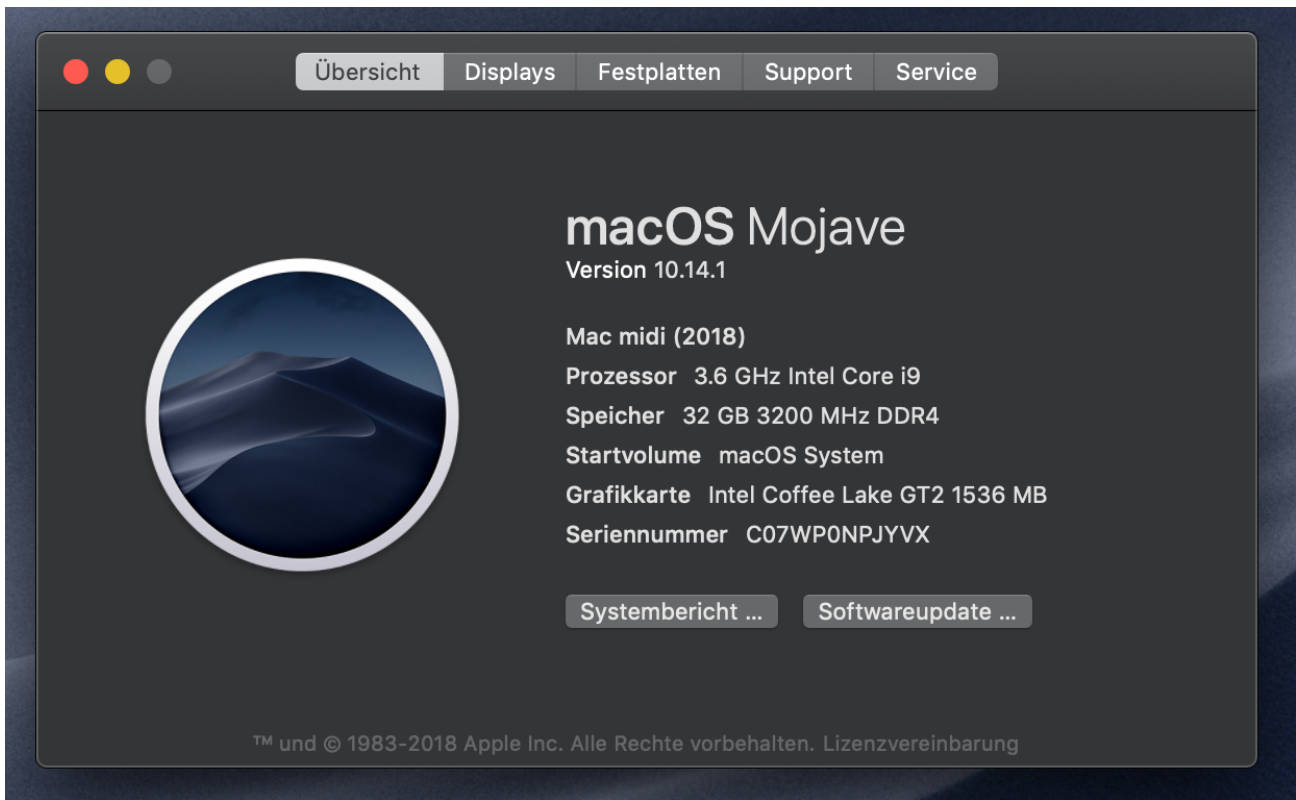 Übersicht Displays Festplatten Support Service
macOS Mojave
Version 10.14.1
Mac midi (2018)
Prozessor 3.6 GHz Intel Core i9
Speicher 32 GB 3200 MHz DDR4
Startvolume macOS System
Grafikkarte Intel Coffee Lake GT2 1536 MB
Seriennummer C07WP0NPJYVX
Systembericht ... Softwareupdate ...
™ und © 1983-2018 Apple Inc. Alle Rechte vorbehalten. Lizenzvereinbarung